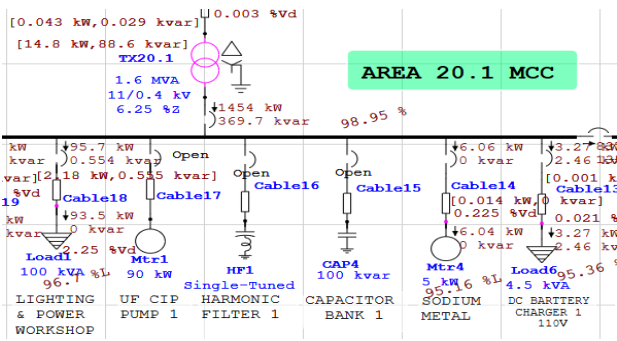 0.003 %Vd
[0.043 kW,0.029 kvar]
[14.8 kW,88.6 kvar]
TX20.1
1.6 MVA
11/0.4 kV
6.25 %Z
AREA 20.1 MCC
1454 kW
369.7 kvar
98.95 %
kW
kvar
95.7 kW
0.554 kvar
Open
Open
Open
6.06 kW
0 kvar
3.27 kW
2.46 kvar
var]
[2.18 kW,0.555 kvar]
[0.001 k
%Vd
19
Cable18
Cable17
Cable16
Cable15
Cable14
Cable13
[0.014 kW,0 kvar]
0.225 %Vd
0.021 %
kW
kvar
93.5 kW
0 kvar
2.25 %Vd
6.04 kW
0 kvar
3.27 kW
2.46 kv
Load1
100 kVA
96.7 %L
Mtr1
90 kW
HF1
Single-Tuned
CAP4
100 kvar
Mtr4
5 kW
95.16 %L
Load6
4.5 kVA
95.36 %
LIGHTING
& POWER
WORKSHOP
UF CIP
PUMP 1
HARMONIC
FILTER 1
CAPACITOR
BANK 1
SODIUM
METAL
DC BARTTERY
CHARGER 1
110V